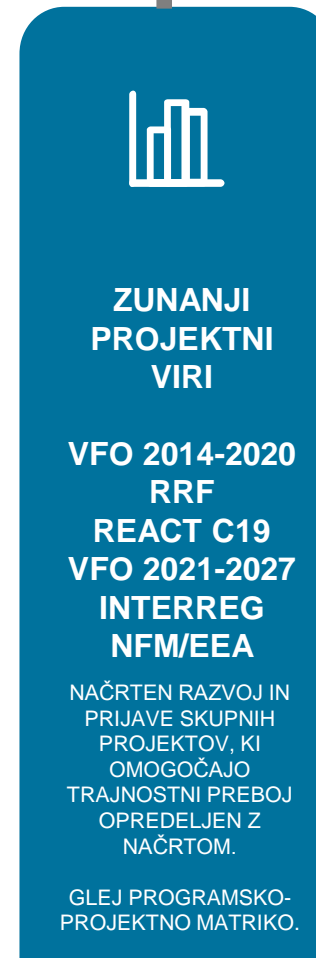 ZUNANJI
PROJEKTNI
VIRI
VFO 2014-2020
RRF
REACT C19
VFO 2021-2027
INTERREG
NFM/EEA
NAČRTEN RAZVOJ IN
PRIJAVE SKUPNIH
PROJEKTOV, KI
OMOGOČAJO
TRAJNOSTNI PREBOJ
OPREDELJEN Z
NAČRTOM.
GLEJ PROGRAMSKO-
PROJEKTNO MATRIKO.